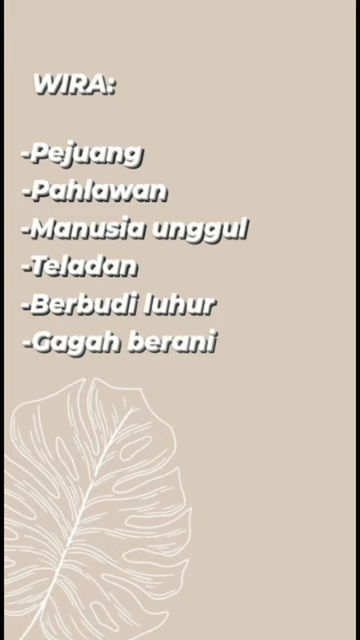 WIRA:
-Pejuang
-Pahlawan
-Manusia unggul
-Teladan
-Berbudi luhur
-Gagah berani